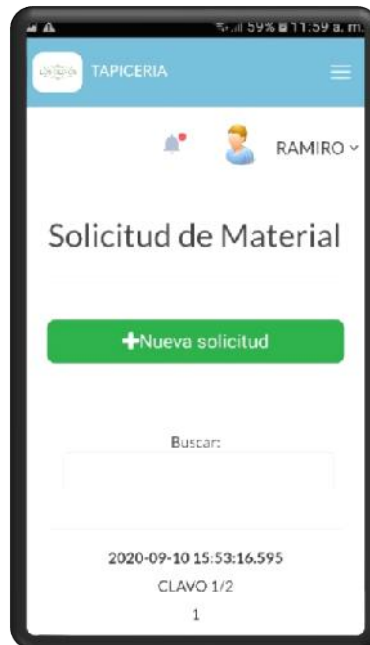 59% 11:59 a. m.
TAPICERIA
RAMIRO
Solicitud de Material
+Nueva solicitud
Buscar:
2020-09-10 15:53:16.595
CLAVO 1/2
1